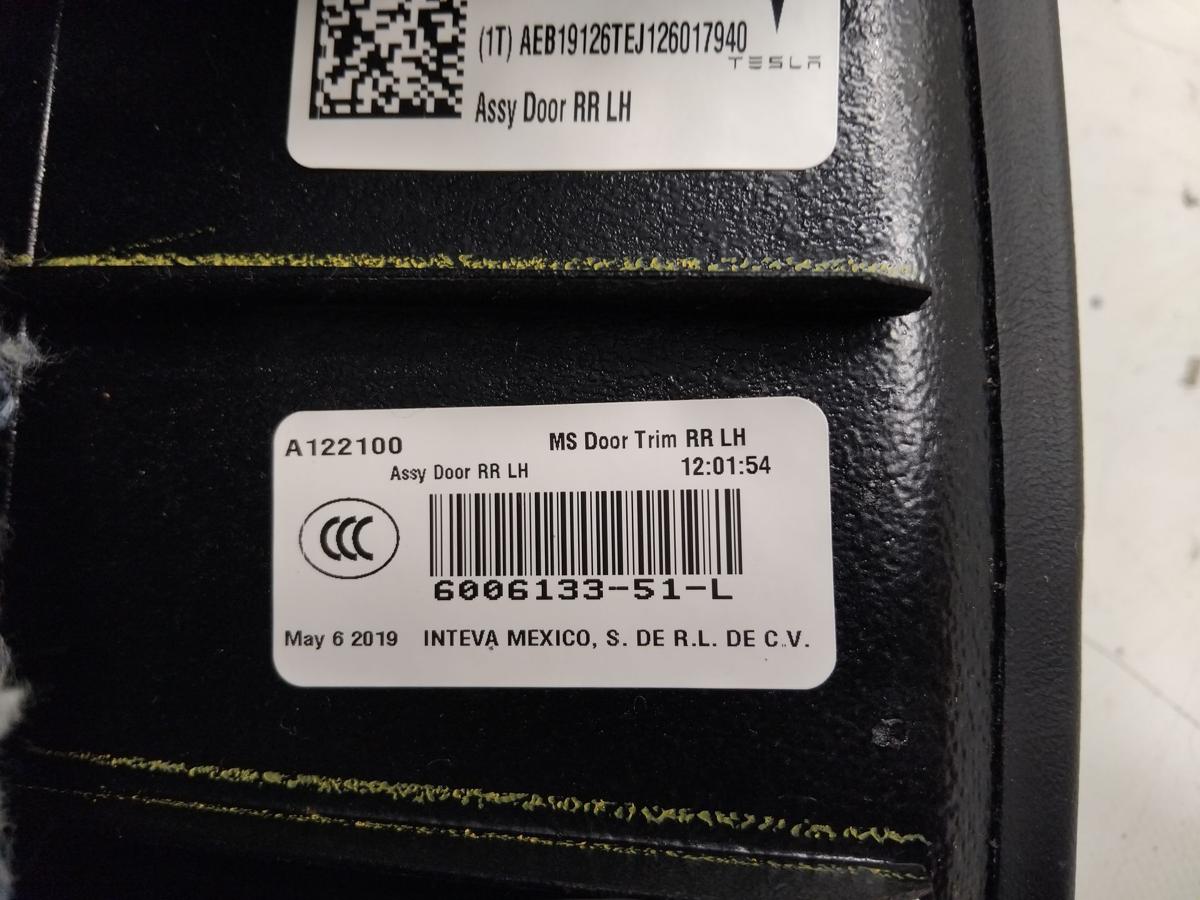 (1T) AEB19126TEJ126017940
TESLA
Assy Door RR LH
A122100 MS Door Trim RR LH
Assy Door RR LH 12:01:54
CCC
6006133-51-L
May 6 2019 INTEVA MEXICO, S. DE R.L. DE C.V.